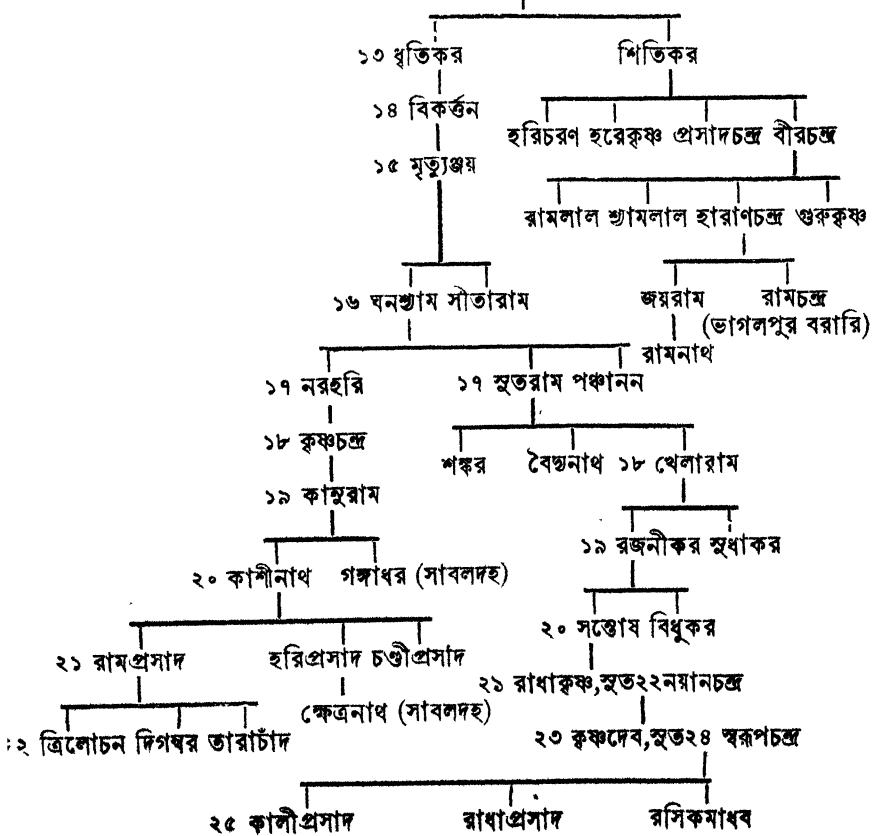 ১৩ ধৃতিকর শিতিকর
১৪ বিকর্ত্তন
হরিচরণ হরেকৃষ্ণ প্রসাদচন্দ্র বীরচন্দ্র
১৫ মৃত্যুঞ্জয়
রামলাল শ্যামলাল হারাণচন্দ্র গুরুকৃষ্ণ
১৬ ঘনশ্যাম সীতারাম জয়রাম রামচন্দ্র
(ভাগলপুর বরারি)
রামনাথ
১৭ নরহরি ১৭ সুতরাম পঞ্চানন
১৮ কৃষ্ণচন্দ্র
শঙ্কর বৈদ্যনাথ ১৮ খেলারাম
১৯ কানুরাম
১৯ রজনীকর সুধাকর
২০ কাশীনাথ গঙ্গাধর (সাবলদহ)
২০ সন্তোষ বিধুকর
২১ রামপ্রসাদ হরিপ্রসাদ চণ্ডীপ্রসাদ
২১ রাধাকৃষ্ণ,সুত২২নয়ানচন্দ্র
ক্ষেত্রনাথ (সাবলদহ)
২ ত্রিলোচন দিগম্বর তারাচাঁদ
২৩ কৃষ্ণদেব,সুত২৪ স্বরূপচন্দ্র
২৫ কালীপ্রসাদ রাধাপ্রসাদ রসিকমাধব